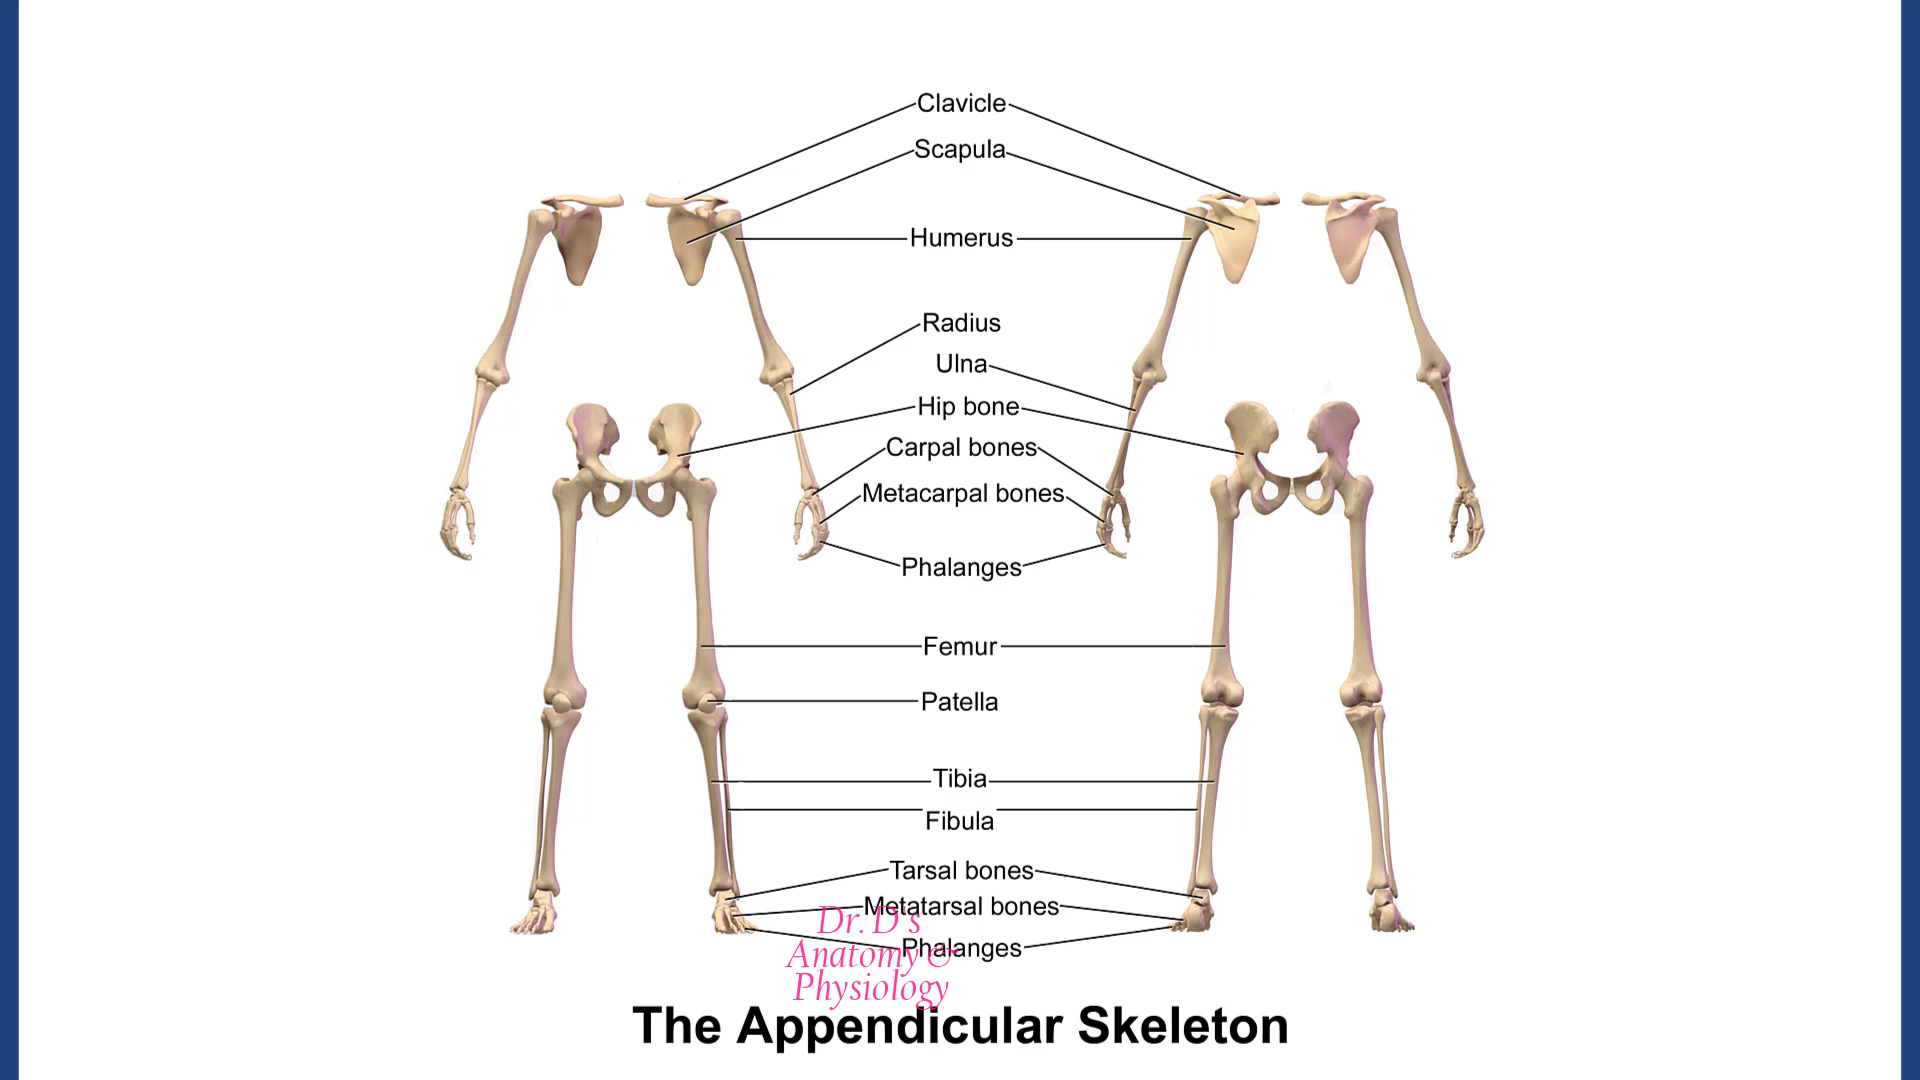 Clavicle
Scapula
Humerus
Radius
Ulna
Hip bone
Carpal bones
Metacarpal bones
Phalanges
Femur
Patella
Tibia
Fibula
Tarsal bones
Metatarsal bones
Phalanges
Dr. D's
Anatomy &
Physiology
The Appendicular Skeleton